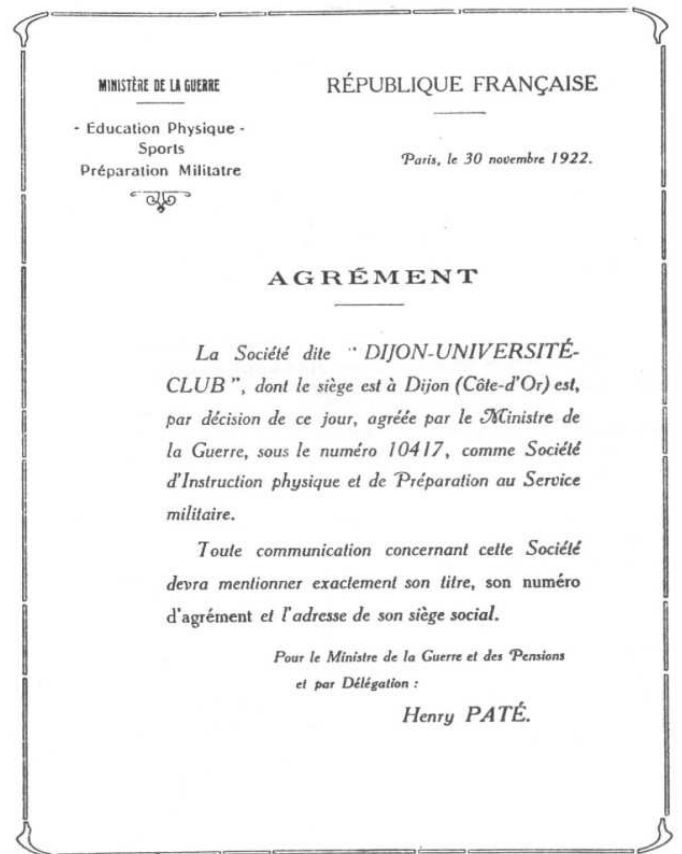 MINISTÈRE DE LA GUERRE
- Éducation Physique -
Sports
Préparation Militatre
RÉPUBLIQUE FRANÇAISE
Paris, le 30 novembre 1922.
AGRÉMENT
La Société dite " DIJON-UNIVERSITÉ-
CLUB ", dont le siège est à Dijon (Côte-d'Or) est,
par décision de ce jour, agréée par le Ministre de
la Guerre, sous le numéro 10417, comme Société
d'Instruction physique et de Préparation au Service
militaire.
Toute communication concernant cette Société
devra mentionner exactement son titre, son numéro
d'agrément et l'adresse de son siège social.
Pour le Ministre de la Guerre et des Pensions
et par Délégation :
Henry PATÉ.